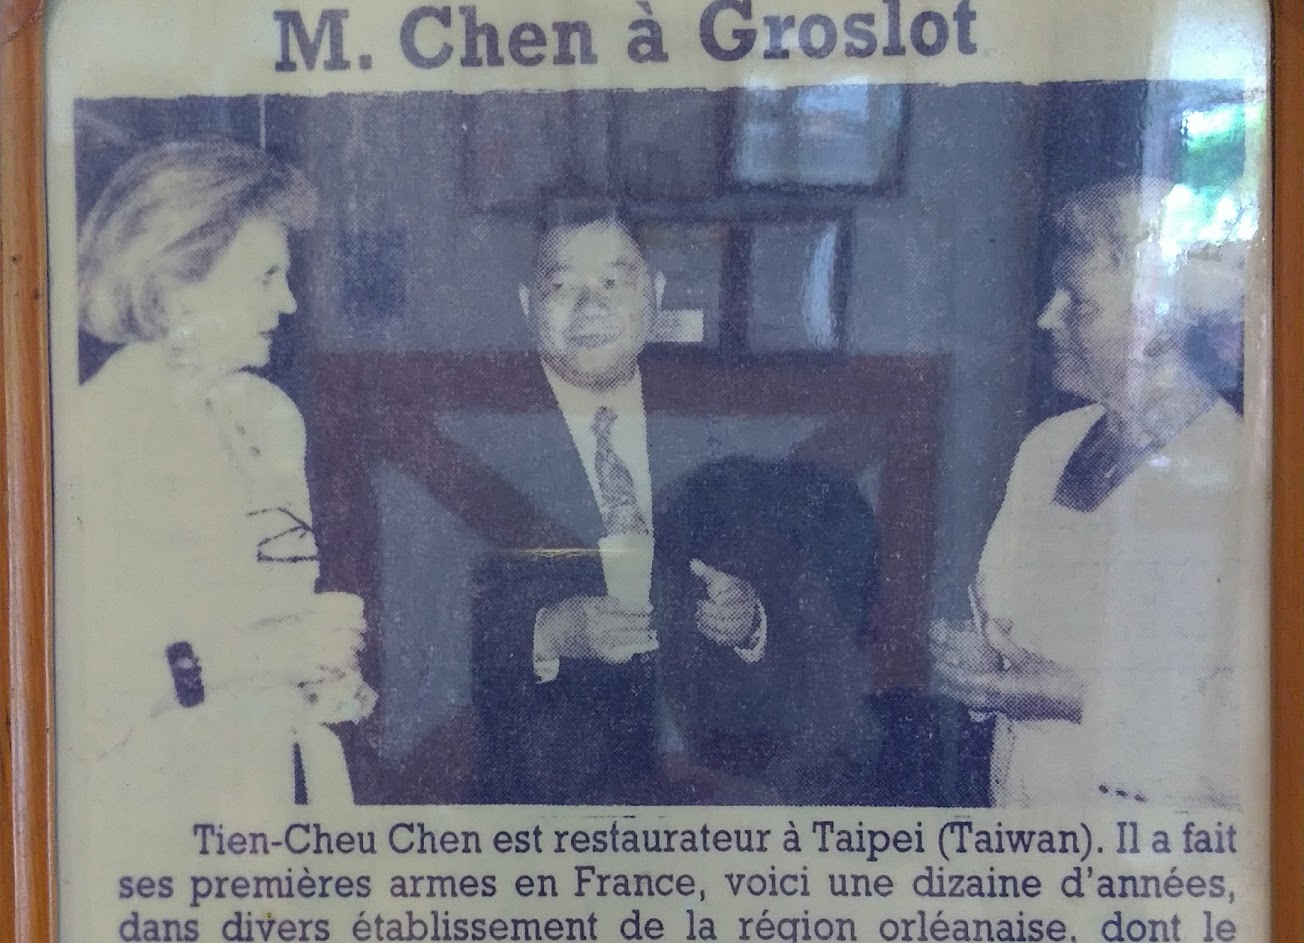 M. Chen à Groslot
Tien-Cheu Chen est restaurateur à Taipei (Taiwan). Il a fait
ses premières armes en France, voici une dizaine d'années,
dans divers établissement de la région orléanaise, dont le